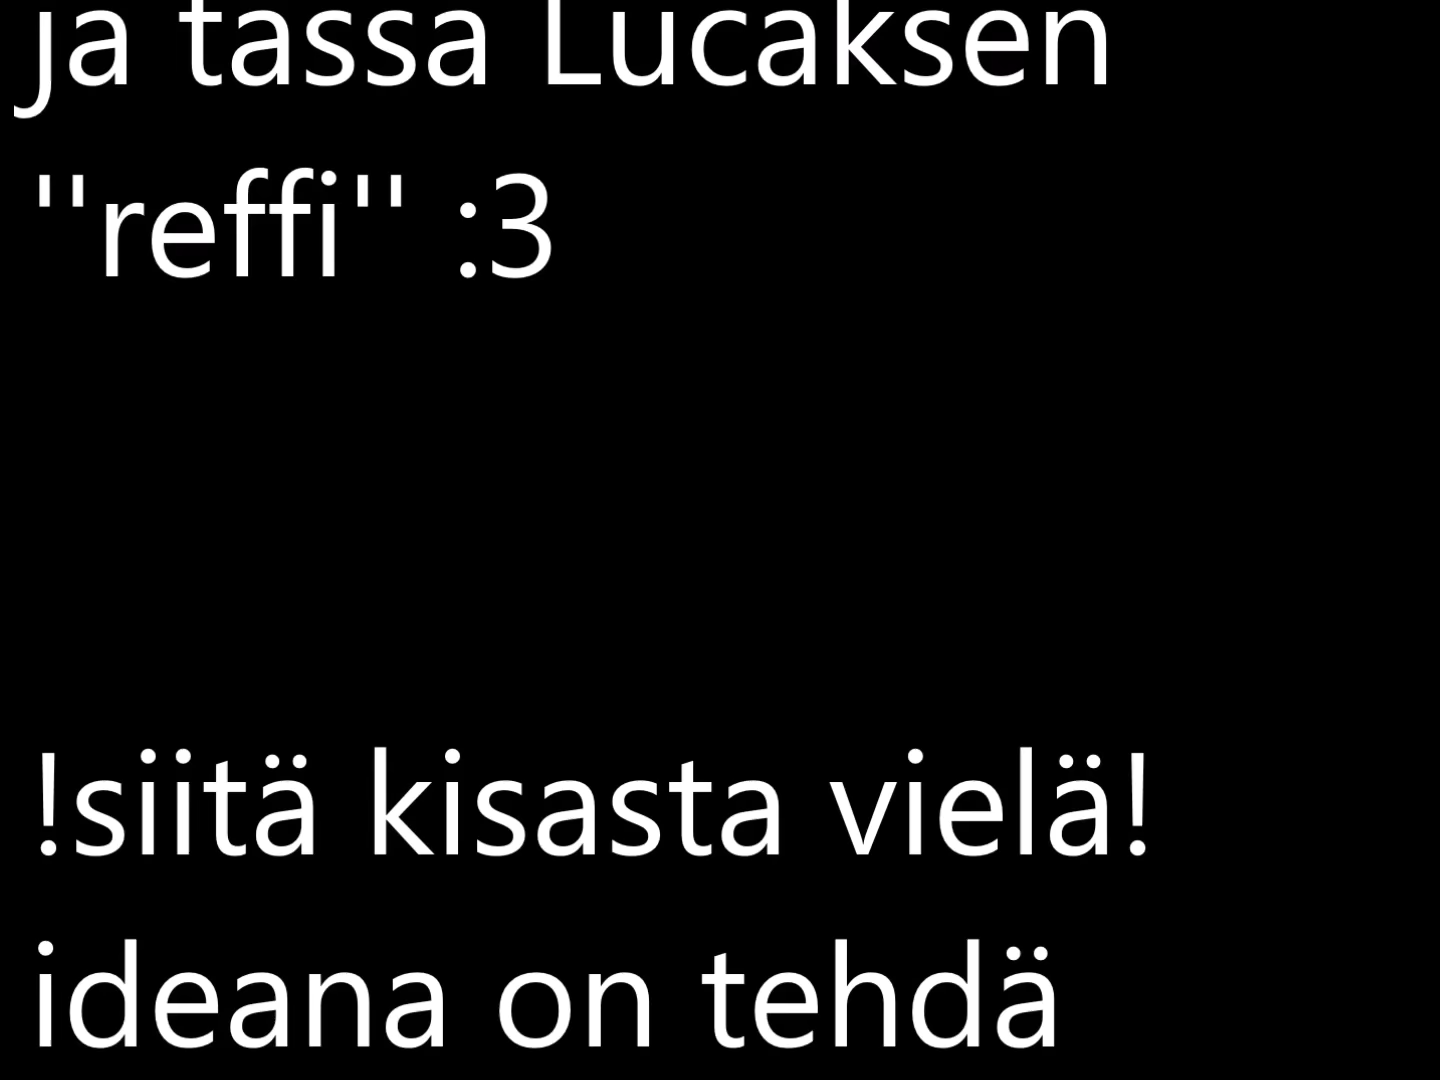 ja tässä Lucaksen
''reffi'' :3
!siitä kisasta vielä!
ideana on tehdä